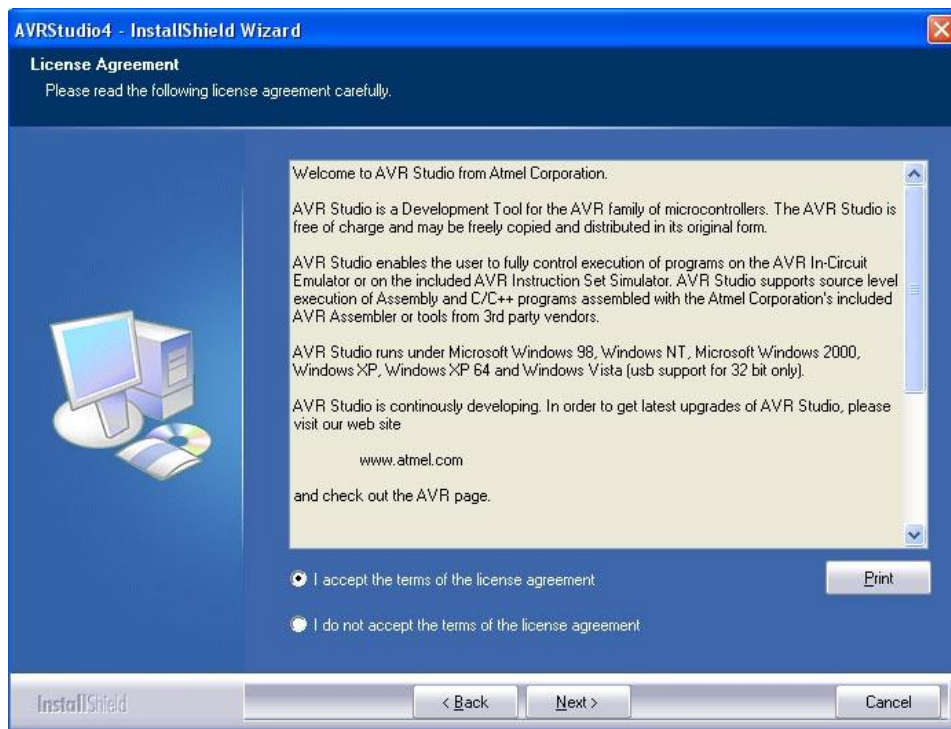 AVRStudio4 - InstallShield Wizard
License Agreement
Please read the following license agreement carefully.
Welcome to AVR Studio from Atmel Corporation.
AVR Studio is a Development Tool for the AVR family of microcontrollers. The AVR Studio is
free of charge and may be freely copied and distributed in its original form.
AVR Studio enables the user to fully control execution of programs on the AVR In-Circuit
Emulator or on the included AVR Instruction Set Simulator. AVR Studio supports source level
execution of Assembly and C/C++ programs assembled with the Atmel Corporation's included
AVR Assembler or tools from 3rd party vendors.
AVR Studio runs under Microsoft Windows 98, Windows NT, Microsoft Windows 2000,
Windows XP, Windows XP 64 and Windows Vista (usb support for 32 bit only).
AVR Studio is continously developing. In order to get latest upgrades of AVR Studio, please
visit our web site
www.atmel.com
and check out the AVR page.
I accept the terms of the license agreement
Print
I do not accept the terms of the license agreement
InstallShield
< Back
Next >
Cancel